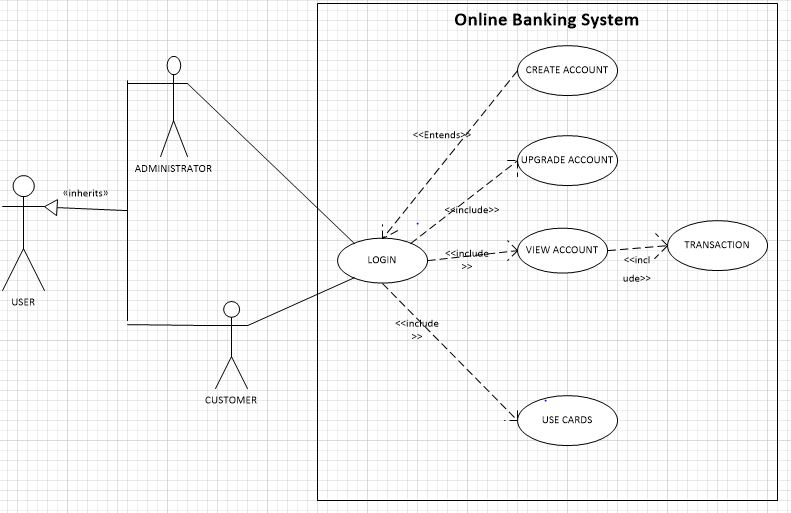 Online Banking System
CREATE ACCOUNT
<<Entends>>
ADMINISTRATOR
UPGRADE ACCOUNT
«inherits»
<<include>>
LOGIN
<<include
>>
VIEW ACCOUNT
TRANSACTION
<<incl
ude>>
USER
<<include
>>
CUSTOMER
USE CARDS